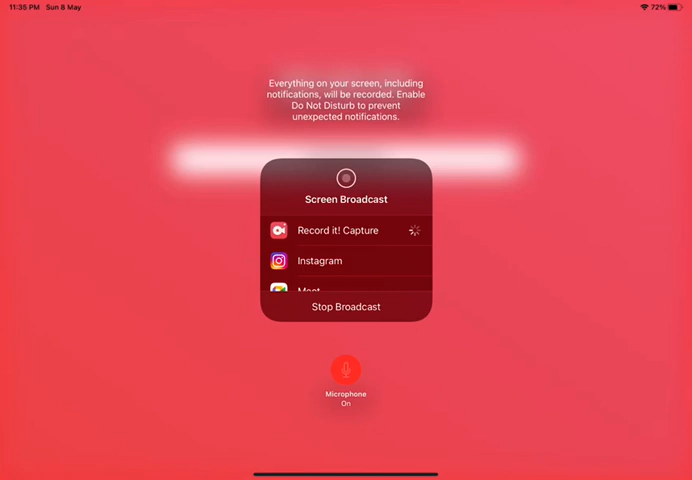 11:35 PM Sun 8 May
72%
Everything on your screen, including
notifications, will be recorded. Enable
Do Not Disturb to prevent
unexpected notifications.
Screen Broadcast
Record it! Capture
Instagram
Meet
Stop Broadcast
Microphone
On